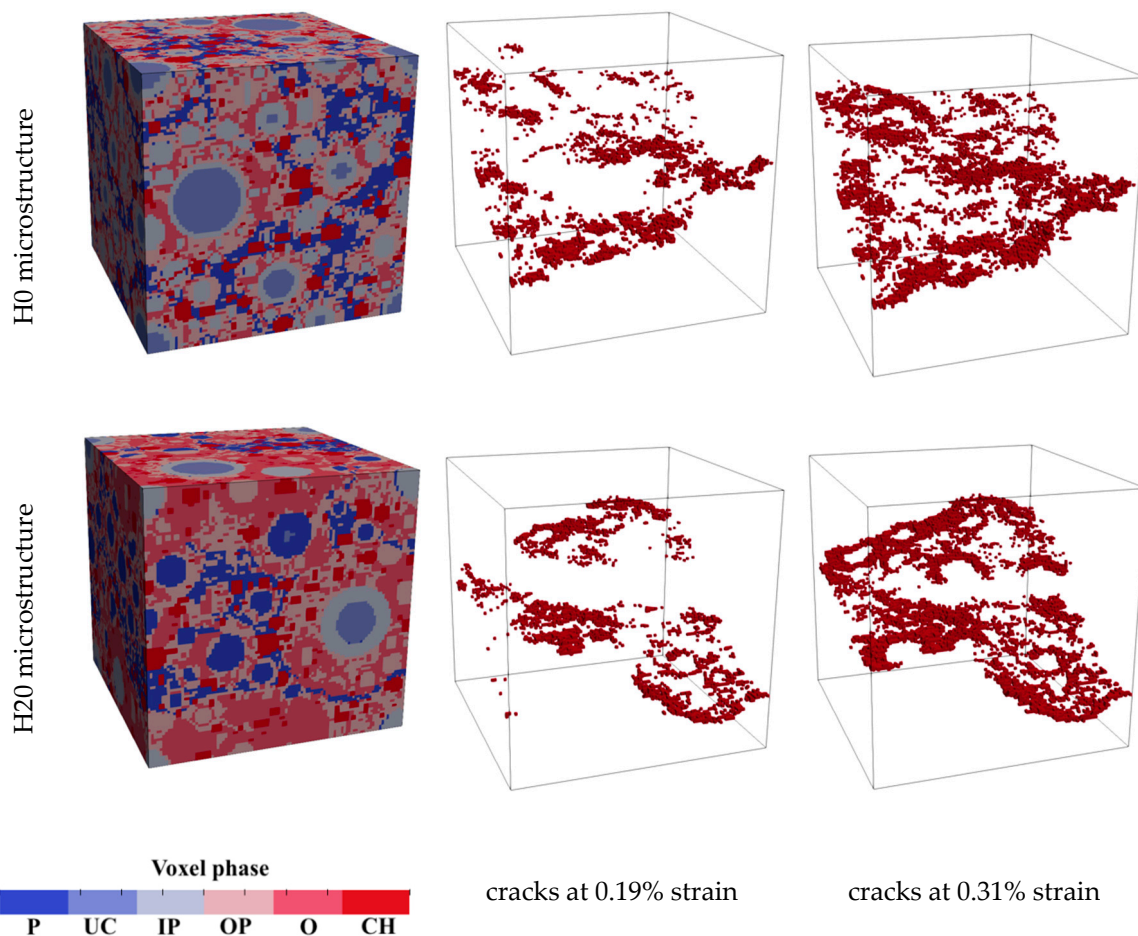 H0 microstructure
H20 microstructure
Voxel phase
P UC IP OP O CH
cracks at 0.19% strain
cracks at 0.31% strain